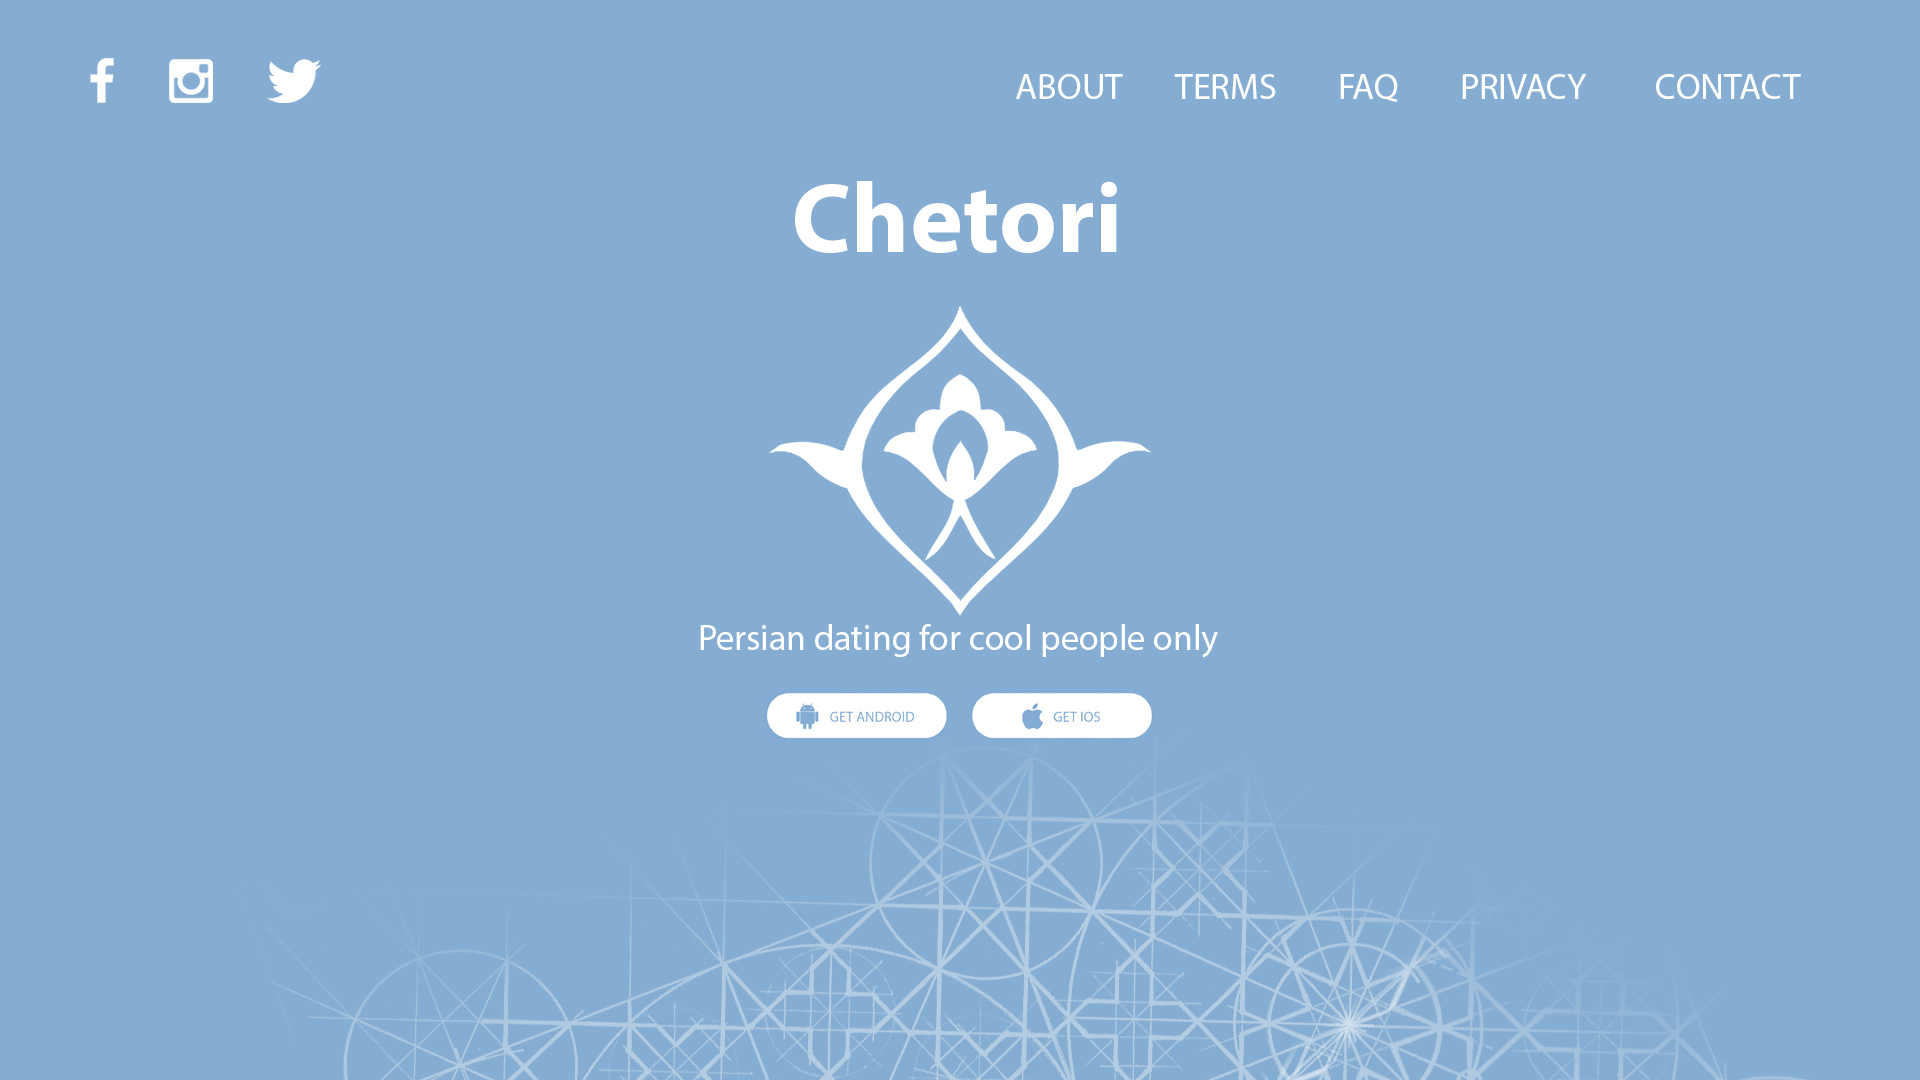 ABOUT TERMS FAQ PRIVACY CONTACT
Chetori
Persian dating for cool people only
GET ANDROID GET IOS